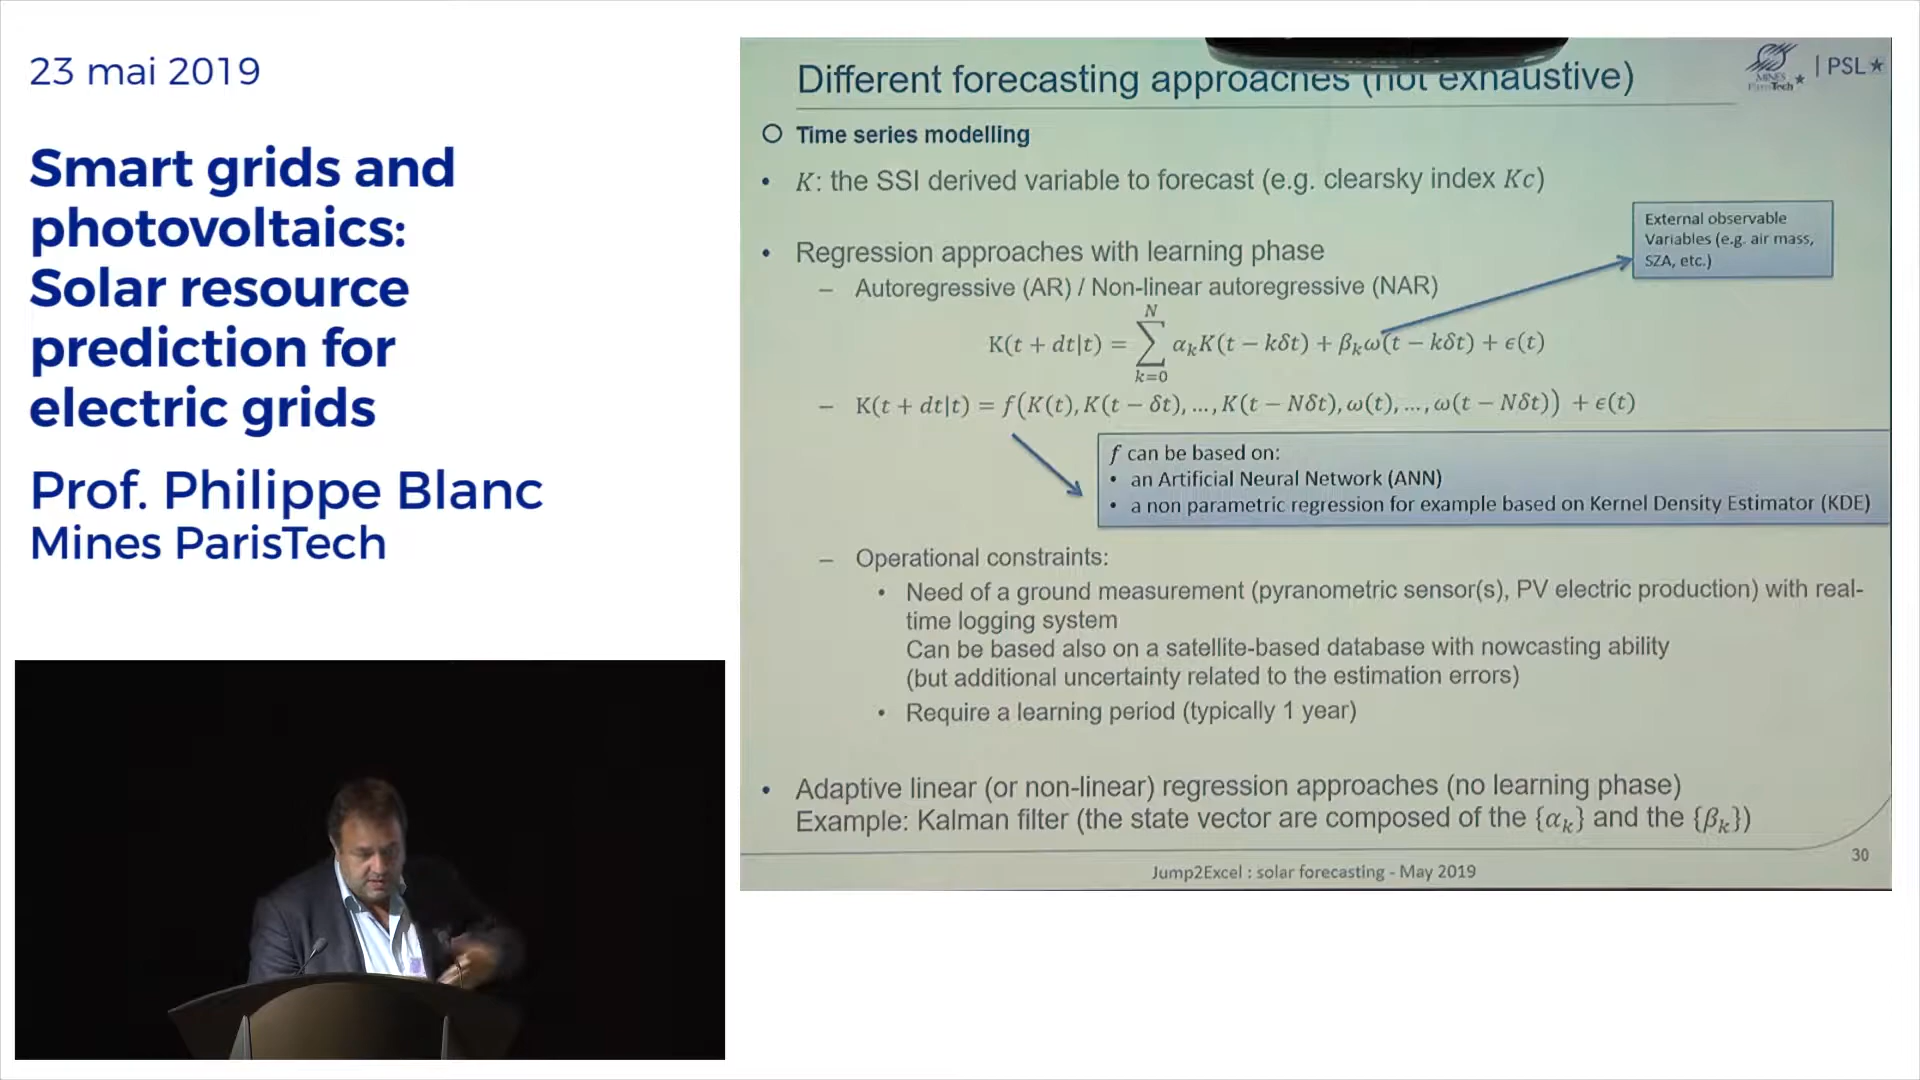 23 mai 2019
Smart grids and
photovoltaics:
Solar resource
prediction for
electric grids
Prof. Philippe Blanc
Mines ParisTech
Different forecasting approaches (not exhaustive)
MINES
ParisTech
| PSL★
Time series modelling
• K: the SSI derived variable to forecast (e.g. clearsky index Kc)
External observable
Variables (e.g. air mass,
SZA, etc.)
• Regression approaches with learning phase
– Autoregressive (AR) / Non-linear autoregressive (NAR)
K(t + dt|t) = ∑_{k=0}^{N} α_k K(t − kδt) + β_k ω(t − kδt) + ϵ(t)
– K(t + dt|t) = f(K(t), K(t − δt), …, K(t − Nδt), ω(t), …, ω(t − Nδt)) + ϵ(t)
f can be based on:
• an Artificial Neural Network (ANN)
• a non parametric regression for example based on Kernel Density Estimator (KDE)
– Operational constraints:
• Need of a ground measurement (pyranometric sensor(s), PV electric production) with real-
time logging system
Can be based also on a satellite-based database with nowcasting ability
(but additional uncertainty related to the estimation errors)
• Require a learning period (typically 1 year)
• Adaptive linear (or non-linear) regression approaches (no learning phase)
Example: Kalman filter (the state vector are composed of the {α_k} and the {β_k})
30
Jump2Excel : solar forecasting - May 2019